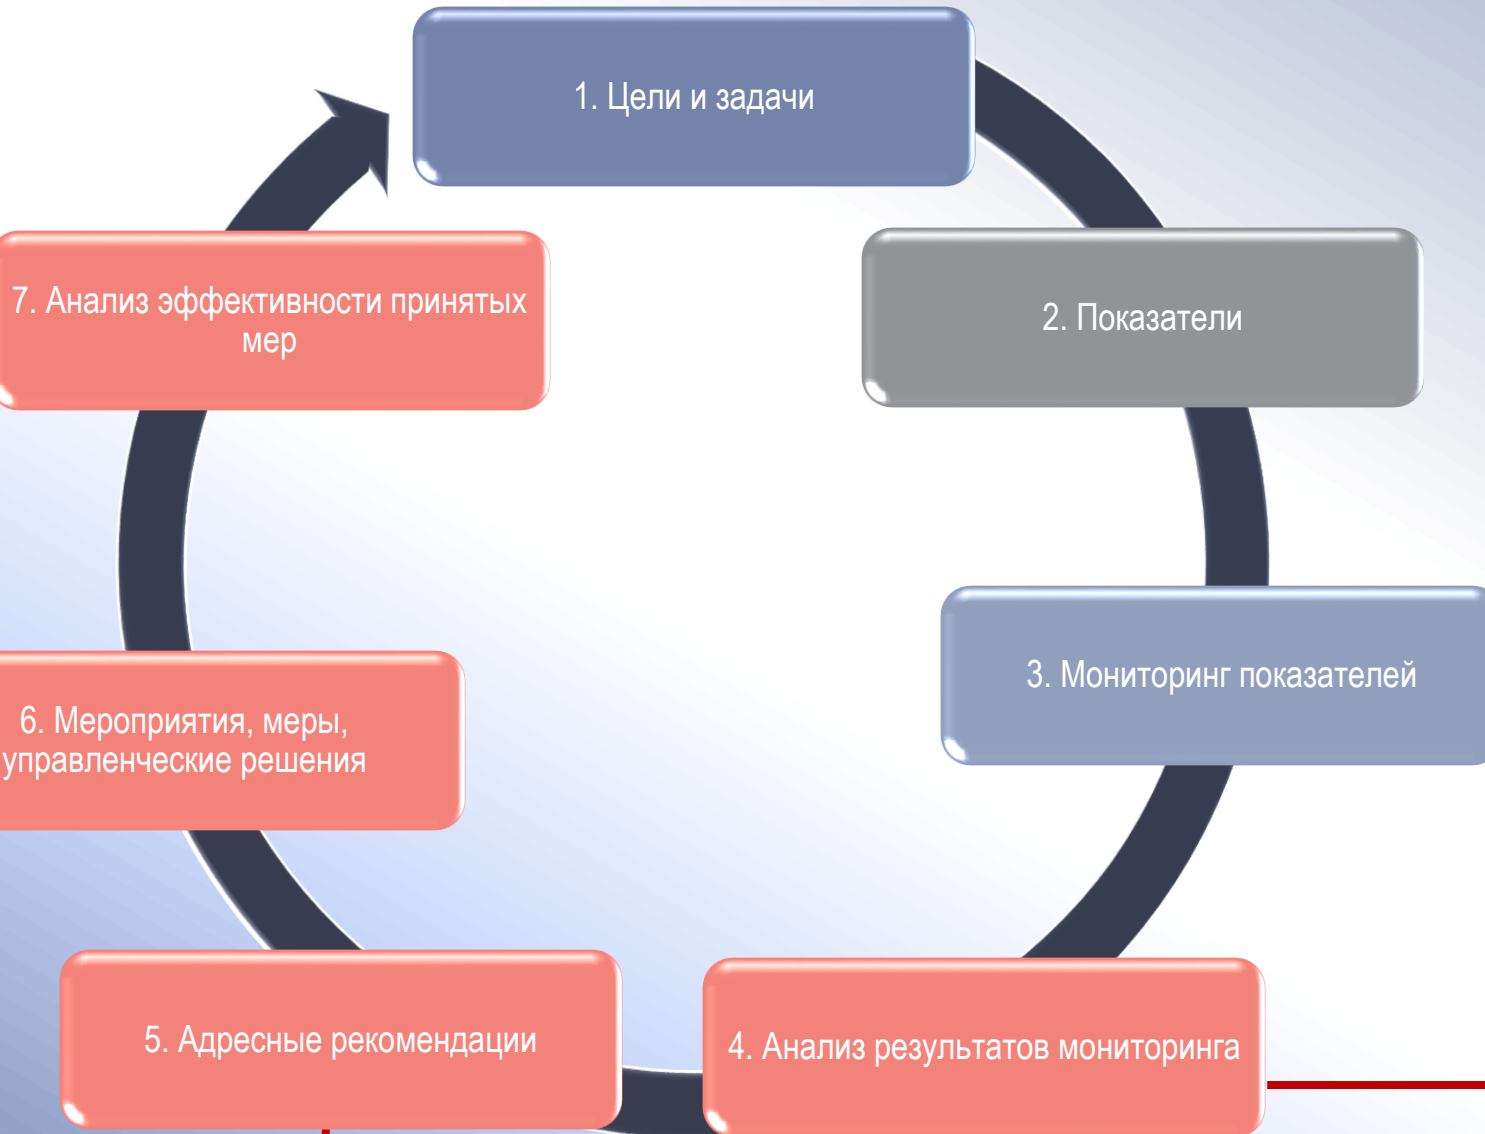 1. Цели и задачи
2. Показатели
3. Мониторинг показателей
4. Анализ результатов мониторинга
5. Адресные рекомендации
6. Мероприятия, меры,
управленческие решения
7. Анализ эффективности принятых
мер